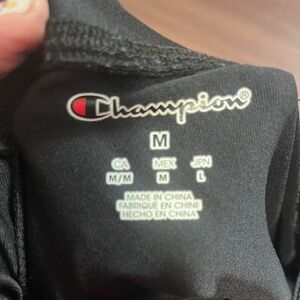 Champion®
M
CA MEX JPN
M/M M L
MADE IN CHINA
FABRIQUÉ EN CHINE
HECHO EN CHINA